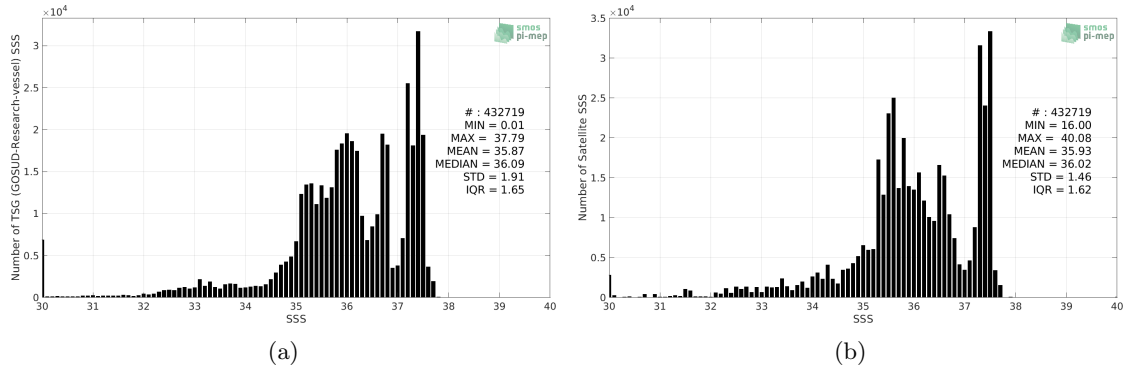 ×10⁴
3
2.5
2
1.5
1
0.5
0
Number of TSG (GOSUD-Research-vessel) SSS
30 31 32 33 34 35 36 37 38 39 40
SSS
smos
pi-mep
# : 432719
MIN = 0.01
MAX = 37.79
MEAN = 35.87
MEDIAN = 36.09
STD = 1.91
IQR = 1.65
(a)
×10⁴
3.5
3
2.5
2
1.5
1
0.5
0
Number of Satellite SSS
30 31 32 33 34 35 36 37 38 39 40
SSS
smos
pi-mep
# : 432719
MIN = 16.00
MAX = 40.08
MEAN = 35.93
MEDIAN = 36.02
STD = 1.46
IQR = 1.62
(b)